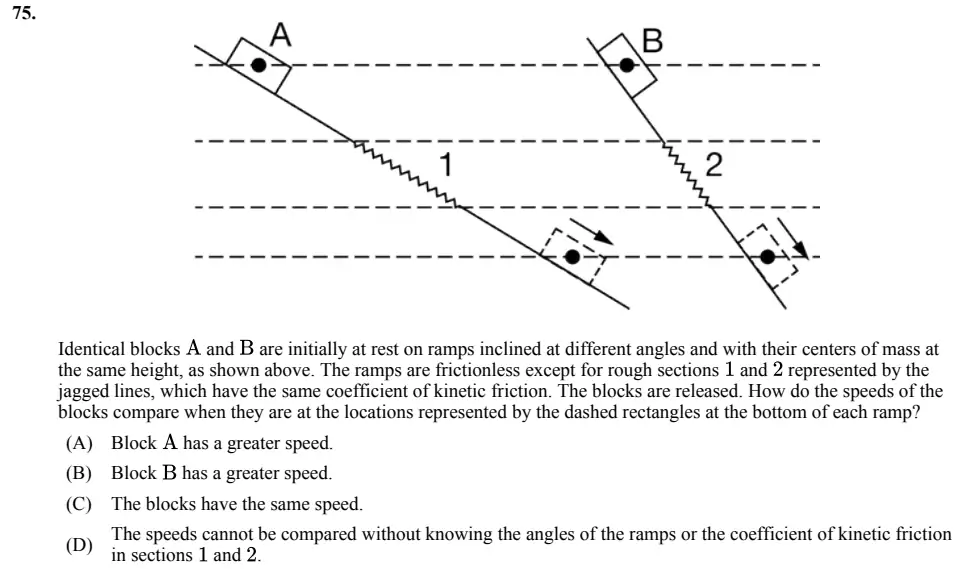 75.
A
B
1
2
Identical blocks A and B are initially at rest on ramps inclined at different angles and with their centers of mass at
the same height, as shown above. The ramps are frictionless except for rough sections 1 and 2 represented by the
jagged lines, which have the same coefficient of kinetic friction. The blocks are released. How do the speeds of the
blocks compare when they are at the locations represented by the dashed rectangles at the bottom of each ramp?
(A) Block A has a greater speed.
(B) Block B has a greater speed.
(C) The blocks have the same speed.
(D) The speeds cannot be compared without knowing the angles of the ramps or the coefficient of kinetic friction
in sections 1 and 2.